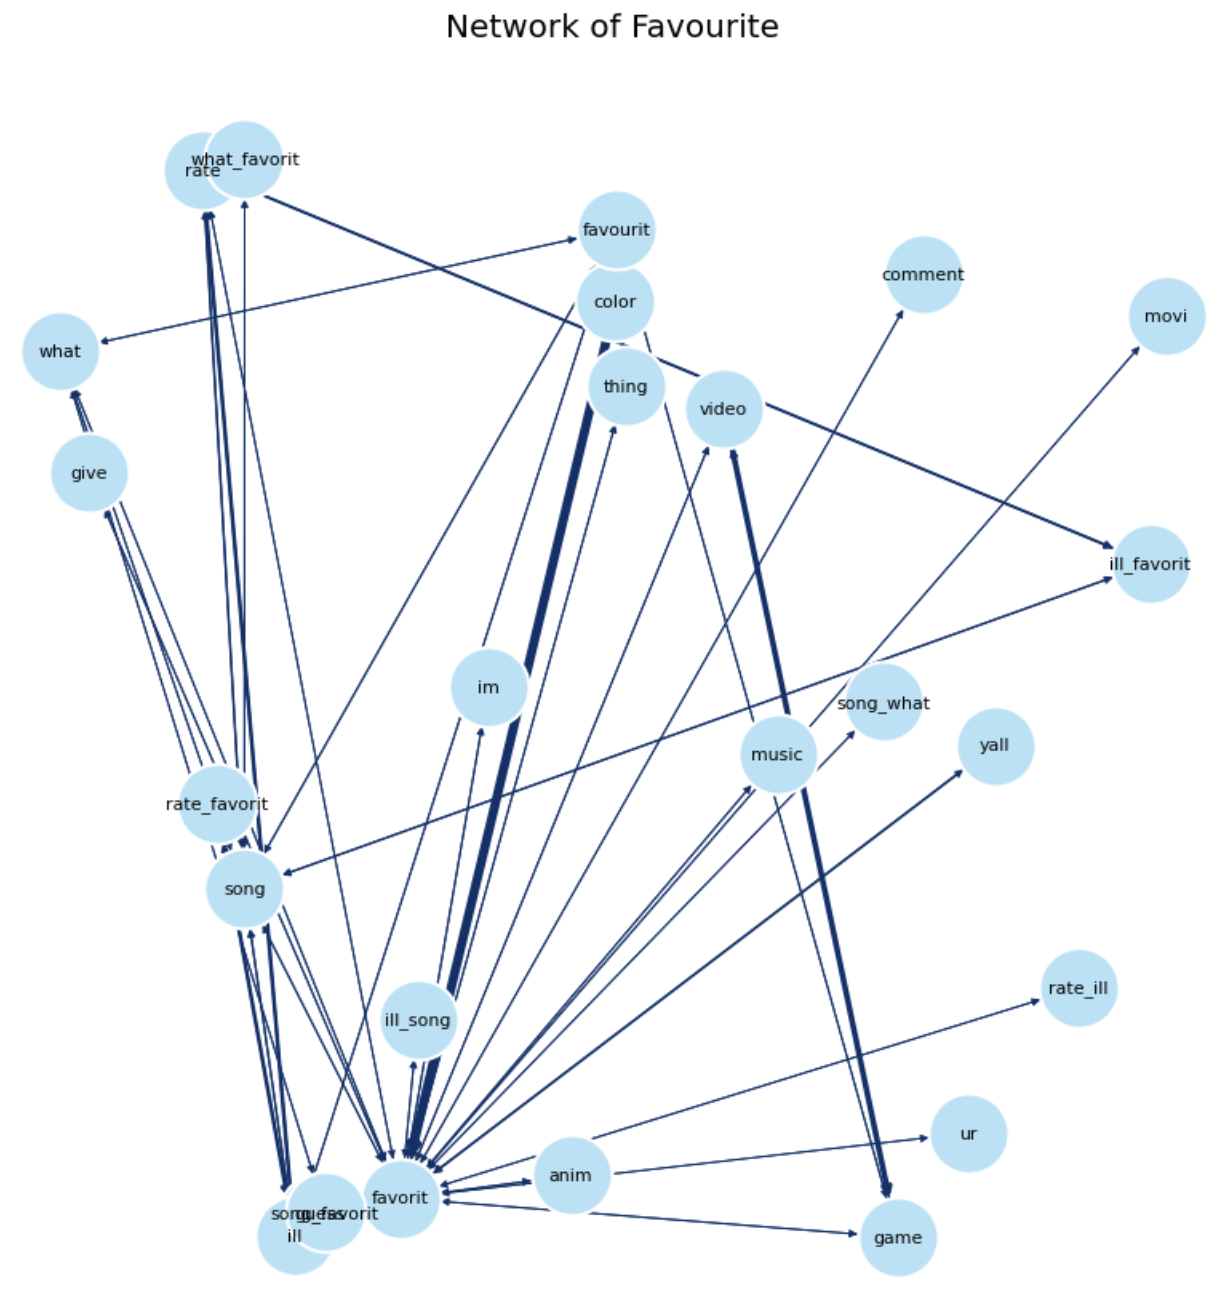 Network of Favourite
what_favorit
rate
favourit
comment
color
movi
what
thing
video
give
ill_favorit
im
song_what
yall
music
rate_favorit
song
rate_ill
ill_song
ur
anim
favorit
guess
ill
game